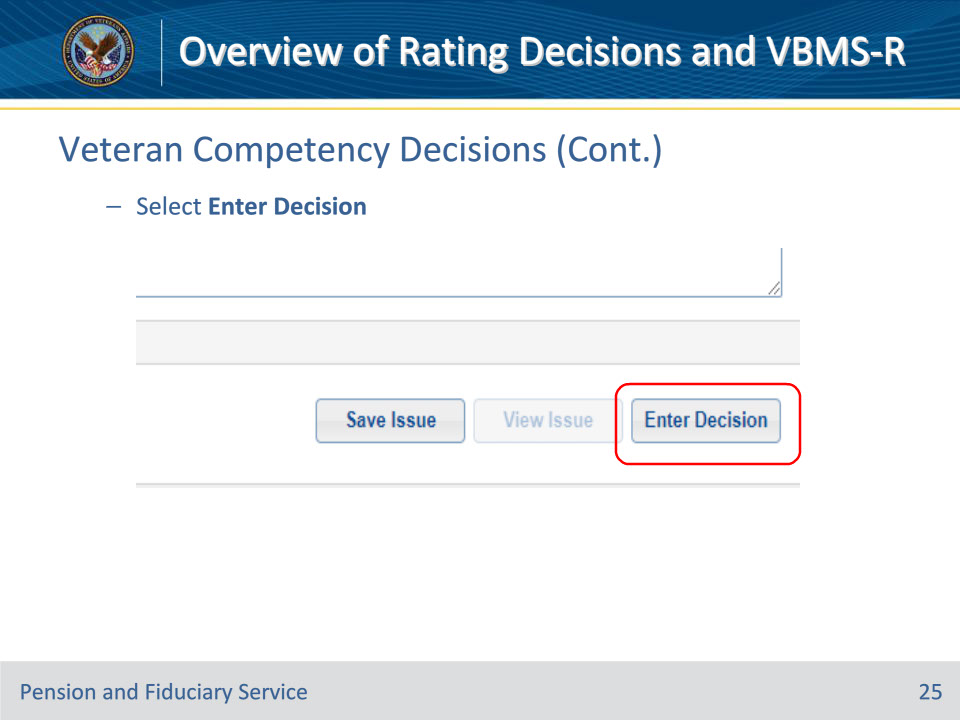 Overview of Rating Decisions and VBMS-R
Veteran Competency Decisions (Cont.)
– Select Enter Decision
Save Issue View Issue Enter Decision
Pension and Fiduciary Service 25